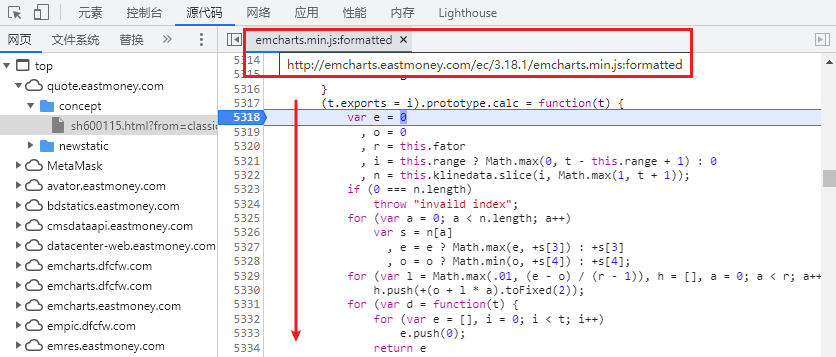 元素 控制台 源代码 网络 应用 性能 内存 Lighthouse
网页 文件系统 替换 »
emcharts.min.js:formatted ×
http://emcharts.eastmoney.com/ec/3.18.1/emcharts.min.js:formatted
top
quote.eastmoney.com
concept
sh600115.html?from=classic
newstatic
MetaMask
avator.eastmoney.com
bdstatics.eastmoney.com
cmsdataapi.eastmoney.com
datacenter-web.eastmoney.com
emcharts.dfcfw.com
emcharts.dfcfw.com
emcharts.eastmoney.com
empic.dfcfw.com
emres.eastmoney.com
5314
5315
5316 }
5317 (t.exports = i).prototype.calc = function(t) {
5318 var e = 0
5319 , o = 0
5320 , r = this.fator
5321 , i = this.range ? Math.max(0, t - this.range + 1) : 0
5322 , n = this.klinedata.slice(i, Math.max(1, t + 1));
5323 if (0 === n.length)
5324 throw "invaild index";
5325 for (var a = 0; a < n.length; a++)
5326 var s = n[a]
5327 , e = e ? Math.max(e, +s[3]) : +s[3]
5328 , o = o ? Math.min(o, +s[4]) : +s[4];
5329 for (var l = Math.max(.01, (e - o) / (r - 1)), h = [], a = 0; a < r; a++
5330 h.push(+(o + l * a).toFixed(2));
5331 for (var d = function(t) {
5332 for (var e = [], i = 0; i < t; i++)
5333 e.push(0);
5334 return e